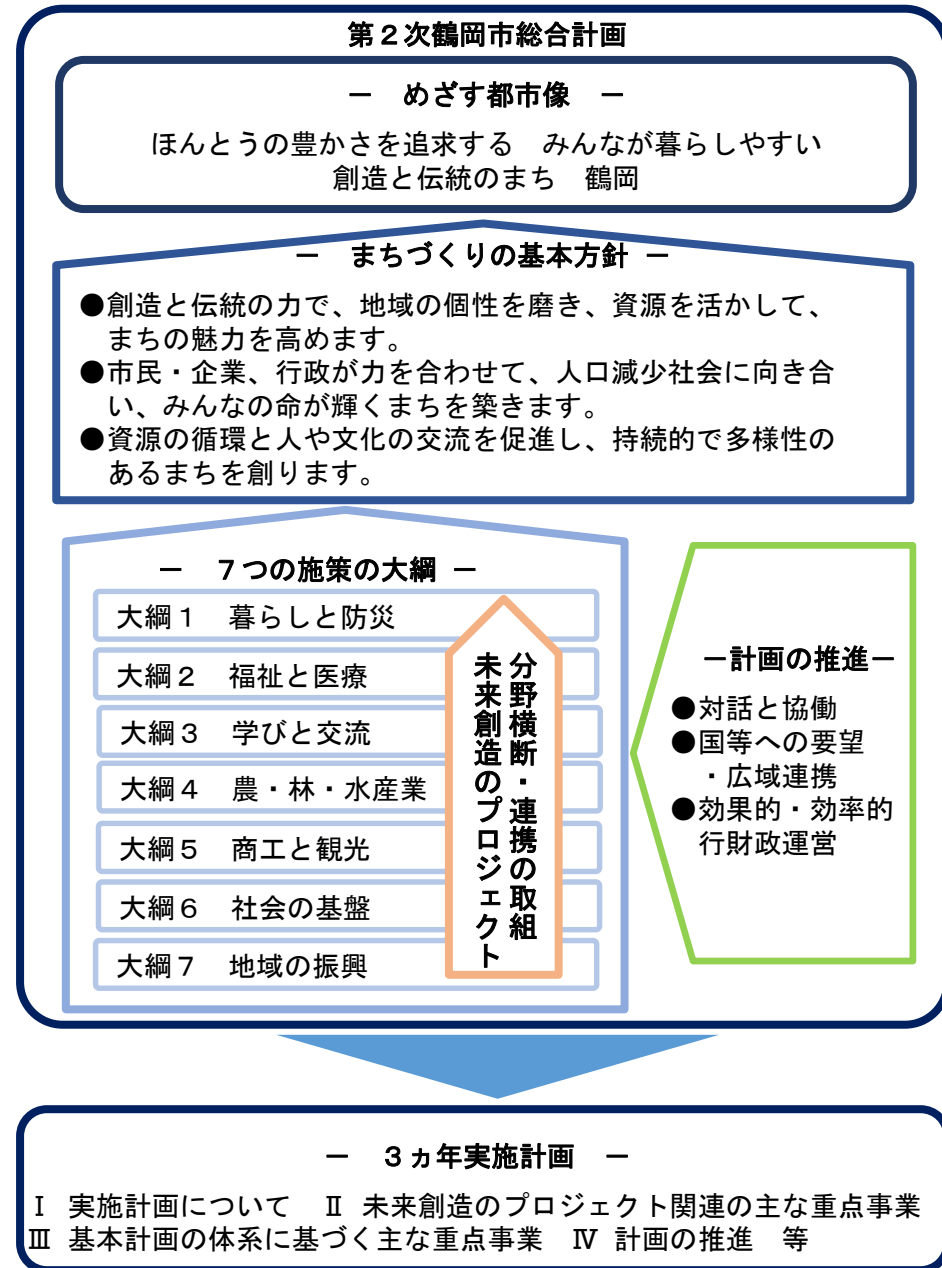 第２次鶴岡市総合計画
－　めざす都市像　－
ほんとうの豊かさを追求する　みんなが暮らしやすい
創造と伝統のまち　鶴岡
－　まちづくりの基本方針　－
●創造と伝統の力で、地域の個性を磨き、資源を活かして、
まちの魅力を高めます。
●市民・企業、行政が力を合わせて、人口減少社会に向き合
い、みんなの命が輝くまちを築きます。
●資源の循環と人や文化の交流を促進し、持続的で多様性の
あるまちを創ります。
－　７つの施策の大綱　－
大綱１　暮らしと防災
大綱２　福祉と医療
大綱３　学びと交流
大綱４　農・林・水産業
大綱５　商工と観光
大綱６　社会の基盤
大綱７　地域の振興
分野横断・連携の取組
未来創造のプロジェクト
－計画の推進－
●対話と協働
●国等への要望
・広域連携
●効果的・効率的
行財政運営
－　３ヵ年実施計画　－
Ⅰ 実施計画について　Ⅱ 未来創造のプロジェクト関連の主な重点事業
Ⅲ 基本計画の体系に基づく主な重点事業　Ⅳ 計画の推進　等